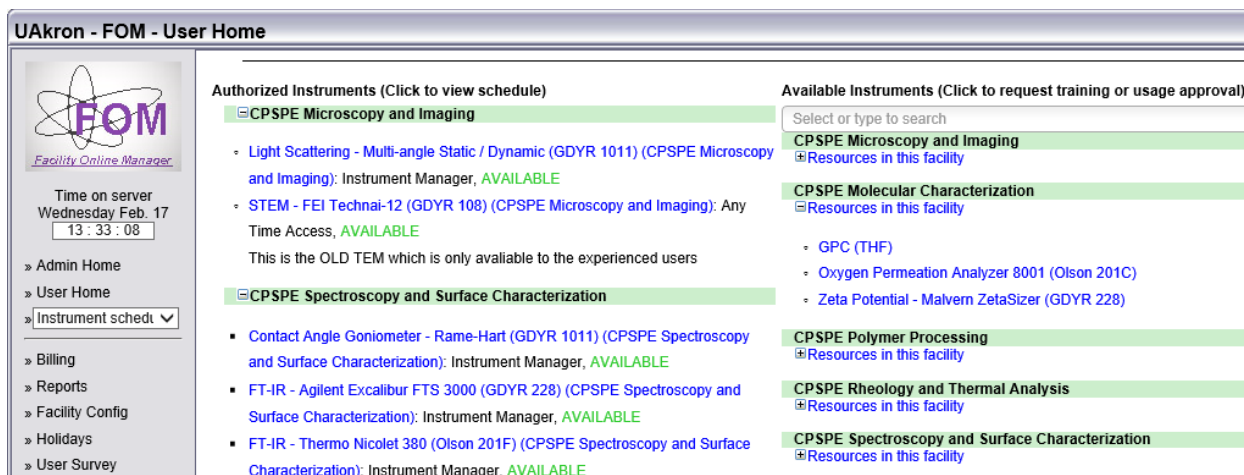 UAkron - FOM - User Home
FOM
Facility Online Manager
Time on server
Wednesday Feb. 17
13 : 33 : 08
» Admin Home
» User Home
» Instrument schedu
» Billing
» Reports
» Facility Config
» Holidays
» User Survey
Authorized Instruments (Click to view schedule)
CPSPE Microscopy and Imaging
Light Scattering - Multi-angle Static / Dynamic (GDYR 1011) (CPSPE Microscopy
and Imaging): Instrument Manager, AVAILABLE
STEM - FEI Technai-12 (GDYR 108) (CPSPE Microscopy and Imaging): Any
Time Access, AVAILABLE
This is the OLD TEM which is only avaliable to the experienced users
CPSPE Spectroscopy and Surface Characterization
Contact Angle Goniometer - Rame-Hart (GDYR 1011) (CPSPE Spectroscopy
and Surface Characterization): Instrument Manager, AVAILABLE
FT-IR - Agilent Excalibur FTS 3000 (GDYR 228) (CPSPE Spectroscopy and
Surface Characterization): Instrument Manager, AVAILABLE
FT-IR - Thermo Nicolet 380 (Olson 201F) (CPSPE Spectroscopy and Surface
Characterization): Instrument Manager, AVAILABLE
Available Instruments (Click to request training or usage approval)
Select or type to search
CPSPE Microscopy and Imaging
Resources in this facility
CPSPE Molecular Characterization
Resources in this facility
GPC (THF)
Oxygen Permeation Analyzer 8001 (Olson 201C)
Zeta Potential - Malvern ZetaSizer (GDYR 228)
CPSPE Polymer Processing
Resources in this facility
CPSPE Rheology and Thermal Analysis
Resources in this facility
CPSPE Spectroscopy and Surface Characterization
Resources in this facility